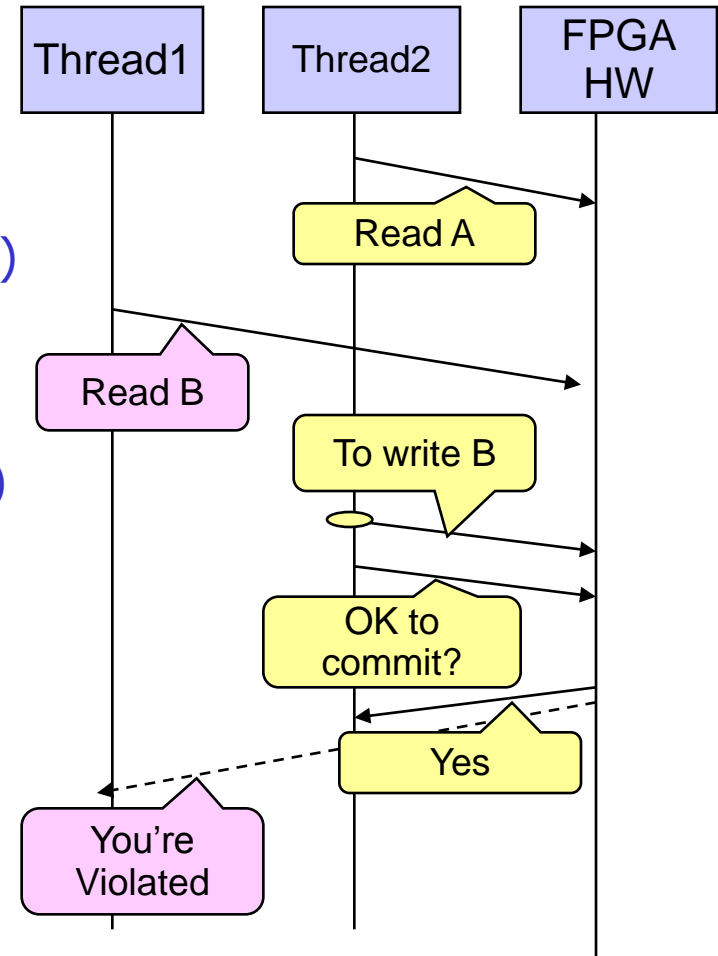 Thread1
Thread2
FPGA
HW
Read A
)
Read B
To write B
)
OK to
commit?
Yes
You're
Violated